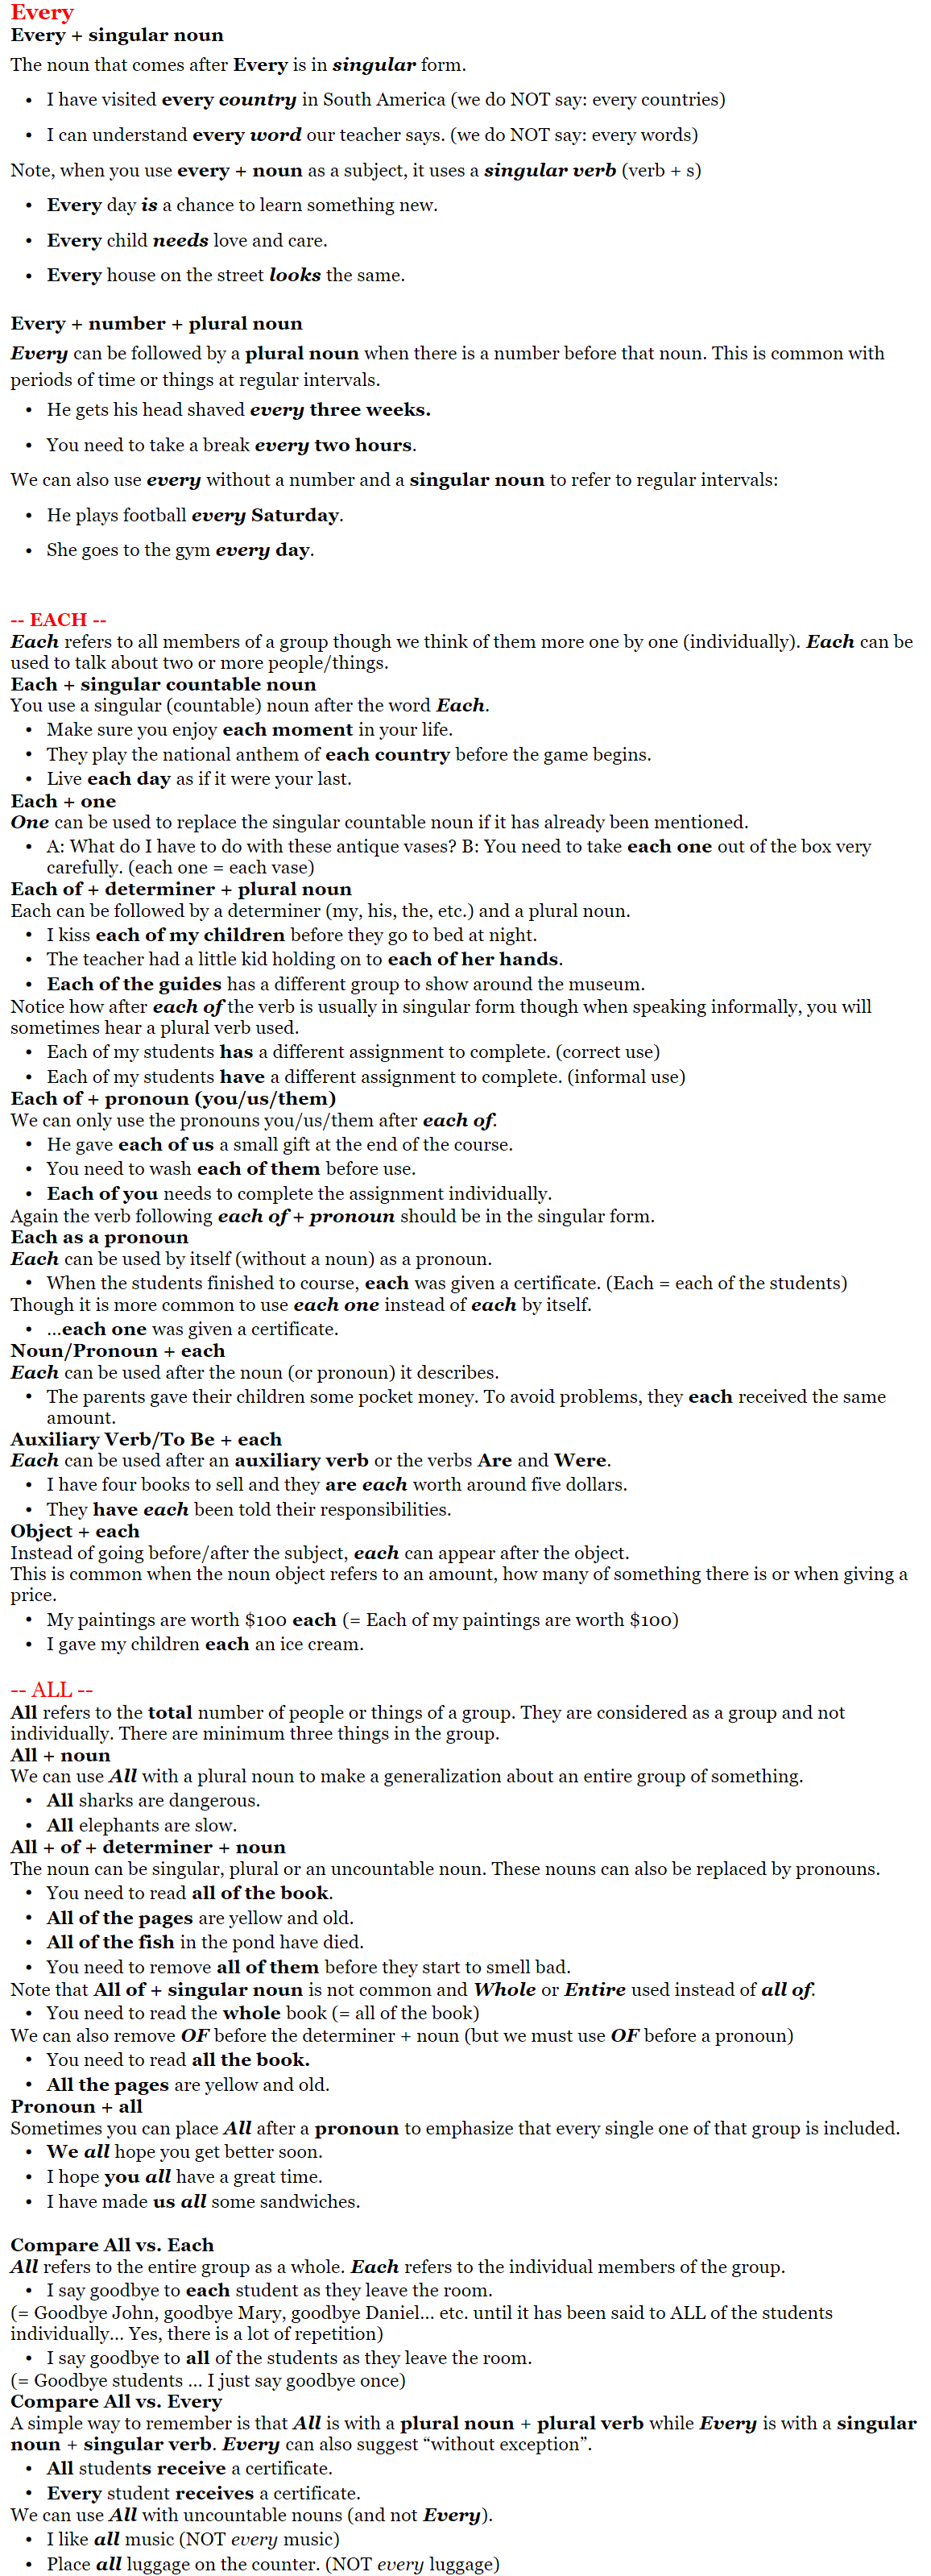 Every
Every + singular noun
The noun that comes after Every is in singular form.
• I have visited every country in South America (we do NOT say: every countries)
• I can understand every word our teacher says. (we do NOT say: every words)
Note, when you use every + noun as a subject, it uses a singular verb (verb + s)
• Every day is a chance to learn something new.
• Every child needs love and care.
• Every house on the street looks the same.
Every + number + plural noun
Every can be followed by a plural noun when there is a number before that noun. This is common with
periods of time or things at regular intervals.
• He gets his head shaved every three weeks.
• You need to take a break every two hours.
We can also use every without a number and a singular noun to refer to regular intervals:
• He plays football every Saturday.
• She goes to the gym every day.
-- EACH --
Each refers to all members of a group though we think of them more one by one (individually). Each can be
used to talk about two or more people/things.
Each + singular countable noun
You use a singular (countable) noun after the word Each.
• Make sure you enjoy each moment in your life.
• They play the national anthem of each country before the game begins.
• Live each day as if it were your last.
Each + one
One can be used to replace the singular countable noun if it has already been mentioned.
• A: What do I have to do with these antique vases? B: You need to take each one out of the box very
carefully. (each one = each vase)
Each of + determiner + plural noun
Each can be followed by a determiner (my, his, the, etc.) and a plural noun.
• I kiss each of my children before they go to bed at night.
• The teacher had a little kid holding on to each of her hands.
• Each of the guides has a different group to show around the museum.
Notice how after each of the verb is usually in singular form though when speaking informally, you will
sometimes hear a plural verb used.
• Each of my students has a different assignment to complete. (correct use)
• Each of my students have a different assignment to complete. (informal use)
Each of + pronoun (you/us/them)
We can only use the pronouns you/us/them after each of.
• He gave each of us a small gift at the end of the course.
• You need to wash each of them before use.
• Each of you needs to complete the assignment individually.
Again the verb following each of + pronoun should be in the singular form.
Each as a pronoun
Each can be used by itself (without a noun) as a pronoun.
• When the students finished to course, each was given a certificate. (Each = each of the students)
Though it is more common to use each one instead of each by itself.
• ...each one was given a certificate.
Noun/Pronoun + each
Each can be used after the noun (or pronoun) it describes.
• The parents gave their children some pocket money. To avoid problems, they each received the same
amount.
Auxiliary Verb/To Be + each
Each can be used after an auxiliary verb or the verbs Are and Were.
• I have four books to sell and they are each worth around five dollars.
• They have each been told their responsibilities.
Object + each
Instead of going before/after the subject, each can appear after the object.
This is common when the noun object refers to an amount, how many of something there is or when giving a
price.
• My paintings are worth $100 each (= Each of my paintings are worth $100)
• I gave my children each an ice cream.
-- ALL --
All refers to the total number of people or things of a group. They are considered as a group and not
individually. There are minimum three things in the group.
All + noun
We can use All with a plural noun to make a generalization about an entire group of something.
• All sharks are dangerous.
• All elephants are slow.
All + of + determiner + noun
The noun can be singular, plural or an uncountable noun. These nouns can also be replaced by pronouns.
• You need to read all of the book.
• All of the pages are yellow and old.
• All of the fish in the pond have died.
• You need to remove all of them before they start to smell bad.
Note that All of + singular noun is not common and Whole or Entire used instead of all of.
• You need to read the whole book (= all of the book)
We can also remove OF before the determiner + noun (but we must use OF before a pronoun)
• You need to read all the book.
• All the pages are yellow and old.
Pronoun + all
Sometimes you can place All after a pronoun to emphasize that every single one of that group is included.
• We all hope you get better soon.
• I hope you all have a great time.
• I have made us all some sandwiches.
Compare All vs. Each
All refers to the entire group as a whole. Each refers to the individual members of the group.
• I say goodbye to each student as they leave the room.
(= Goodbye John, goodbye Mary, goodbye Daniel... etc. until it has been said to ALL of the students
individually... Yes, there is a lot of repetition)
• I say goodbye to all of the students as they leave the room.
(= Goodbye students ... I just say goodbye once)
Compare All vs. Every
A simple way to remember is that All is with a plural noun + plural verb while Every is with a singular
noun + singular verb. Every can also suggest “without exception”.
• All students receive a certificate.
• Every student receives a certificate.
We can use All with uncountable nouns (and not Every).
• I like all music (NOT every music)
• Place all luggage on the counter. (NOT every luggage)